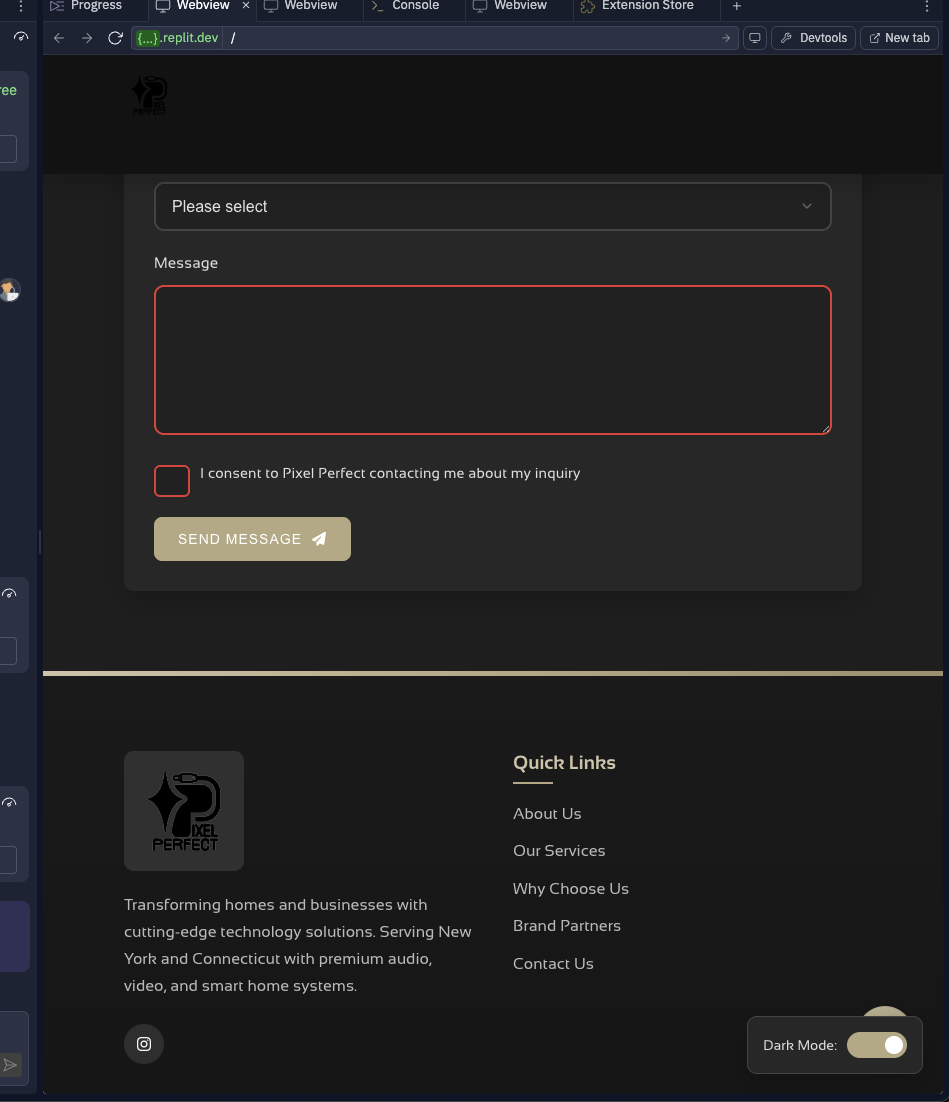 Progress
Webview
Webview
Console
Webview
Extension Store
{...}.replit.dev /
Devtools
New tab
ree
PIXEL
PERFECT
Please select
Message
I consent to Pixel Perfect contacting me about my inquiry
SEND MESSAGE
PIXEL
PERFECT
Transforming homes and businesses with
cutting-edge technology solutions. Serving New
York and Connecticut with premium audio,
video, and smart home systems.
Quick Links
About Us
Our Services
Why Choose Us
Brand Partners
Contact Us
Dark Mode: